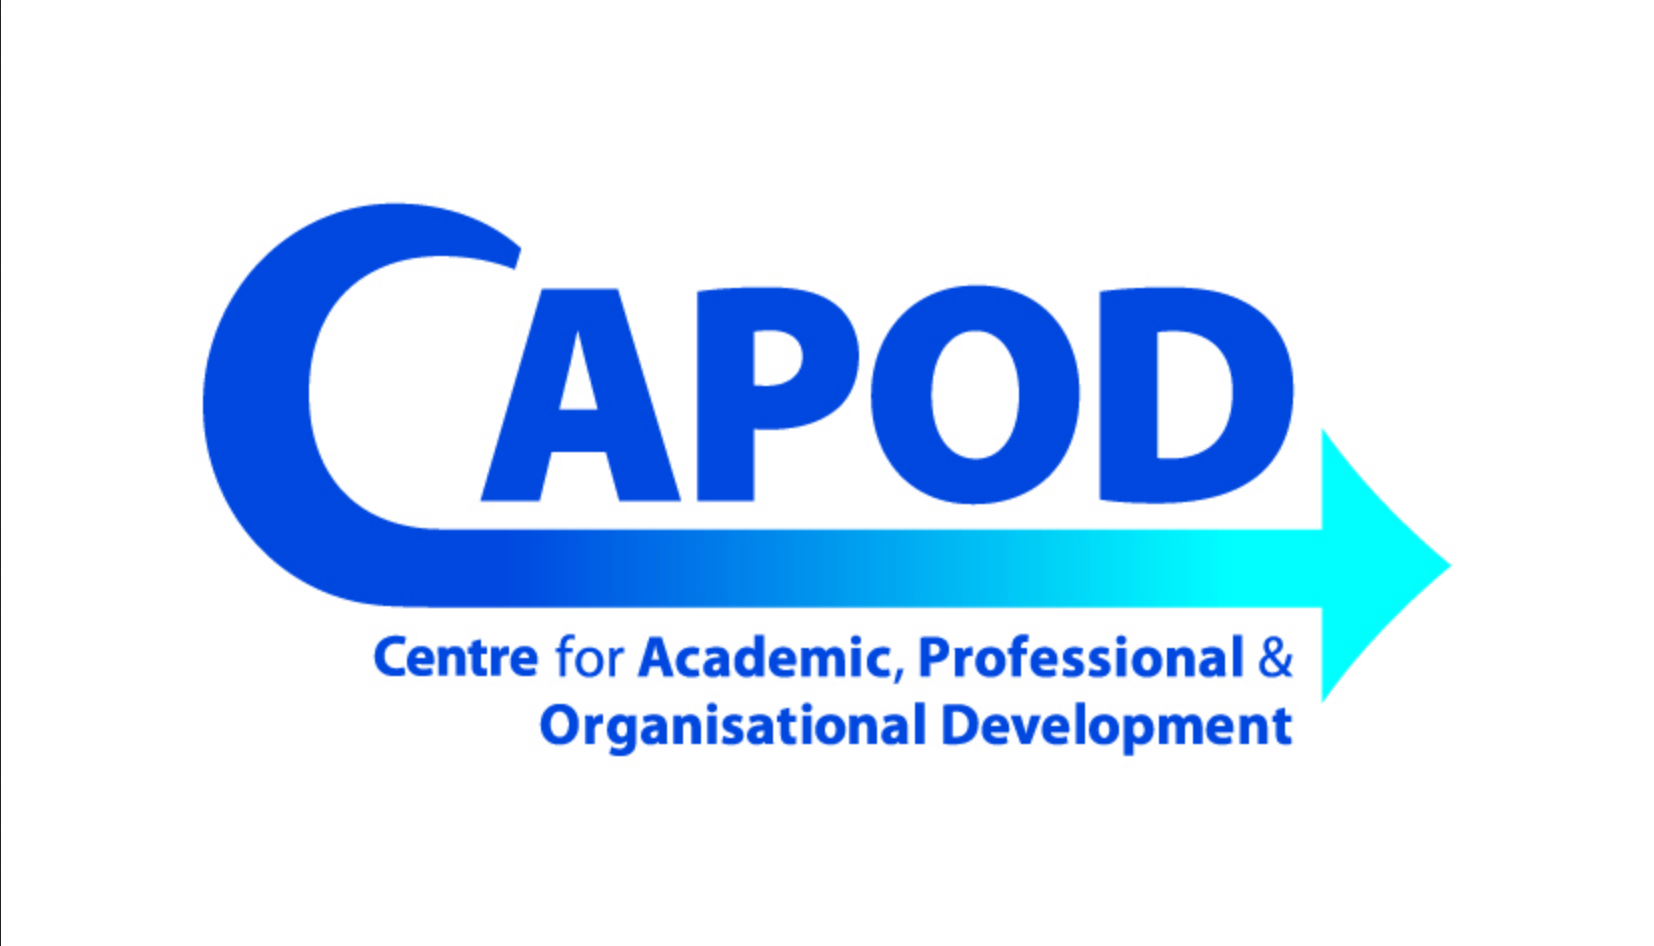 CAPOD
Centre for Academic, Professional &
Organisational Development